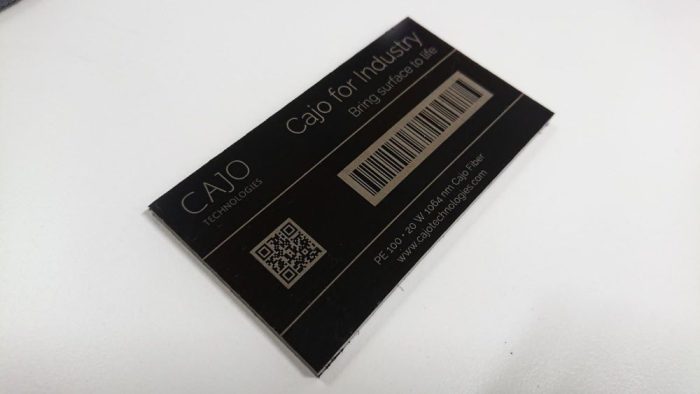 CAJO
TECHNOLOGIES
Cajo for Industry
Bring surface to life
PE 100 • 20 W 1064 nm Cajo Fiber
www.cajotechnologies.com